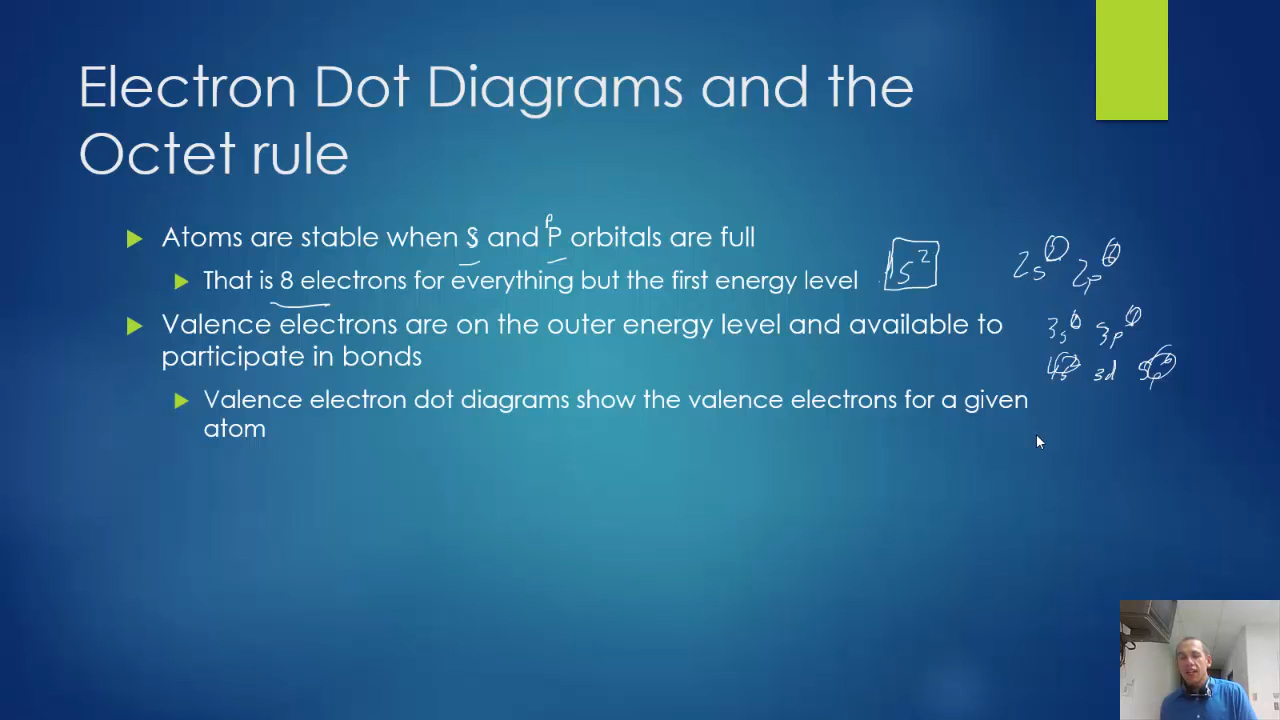 Electron Dot Diagrams and the
Octet rule
Atoms are stable when S and P orbitals are full
p
That is 8 electrons for everything but the first energy level
1s²
2s 2p
Valence electrons are on the outer energy level and available to
participate in bonds
3s 3p
4s 3d
Valence electron dot diagrams show the valence electrons for a given
atom